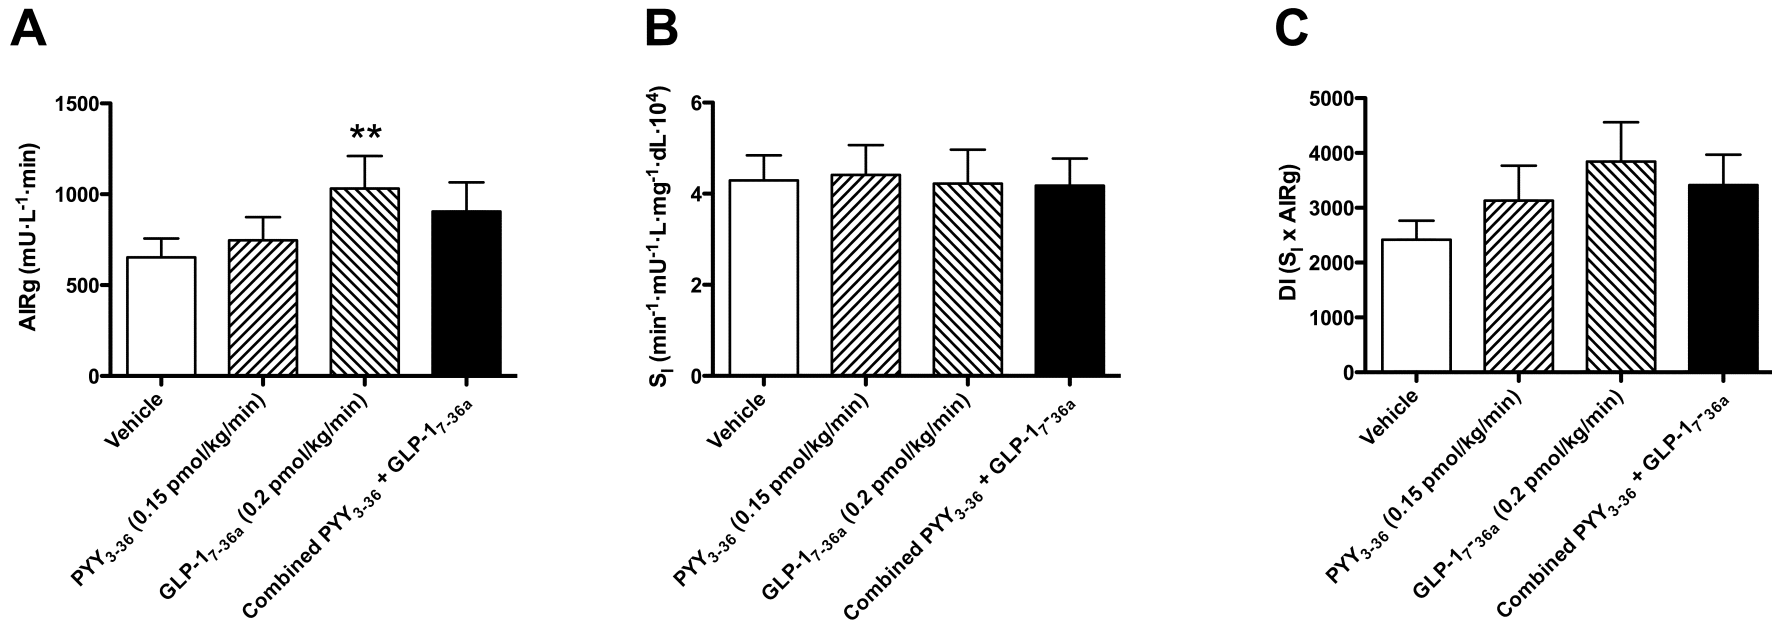 A
AIRg (mU·L⁻¹·min)
1500
1000
500
0
**
Vehicle
PYY₃₋₃₆ (0.15 pmol/kg/min)
GLP-1₇₋₃₆ₐ (0.2 pmol/kg/min)
Combined PYY₃₋₃₆ + GLP-1₇₋₃₆ₐ
B
Sᵢ (min⁻¹·mU⁻¹·L·mg⁻¹·dL·10⁴)
6
4
2
0
Vehicle
PYY₃₋₃₆ (0.15 pmol/kg/min)
GLP-1₇⁻₃₆ₐ (0.2 pmol/kg/min)
Combined PYY₃₋₃₆ + GLP-1₇⁻₃₆ₐ
C
DI (Sᵢ x AIRg)
5000
4000
3000
2000
1000
0
Vehicle
PYY₃₋₃₆ (0.15 pmol/kg/min)
GLP-1₇⁻₃₆ₐ (0.2 pmol/kg/min)
Combined PYY₃₋₃₆ + GLP-1₇⁻₃₆ₐ